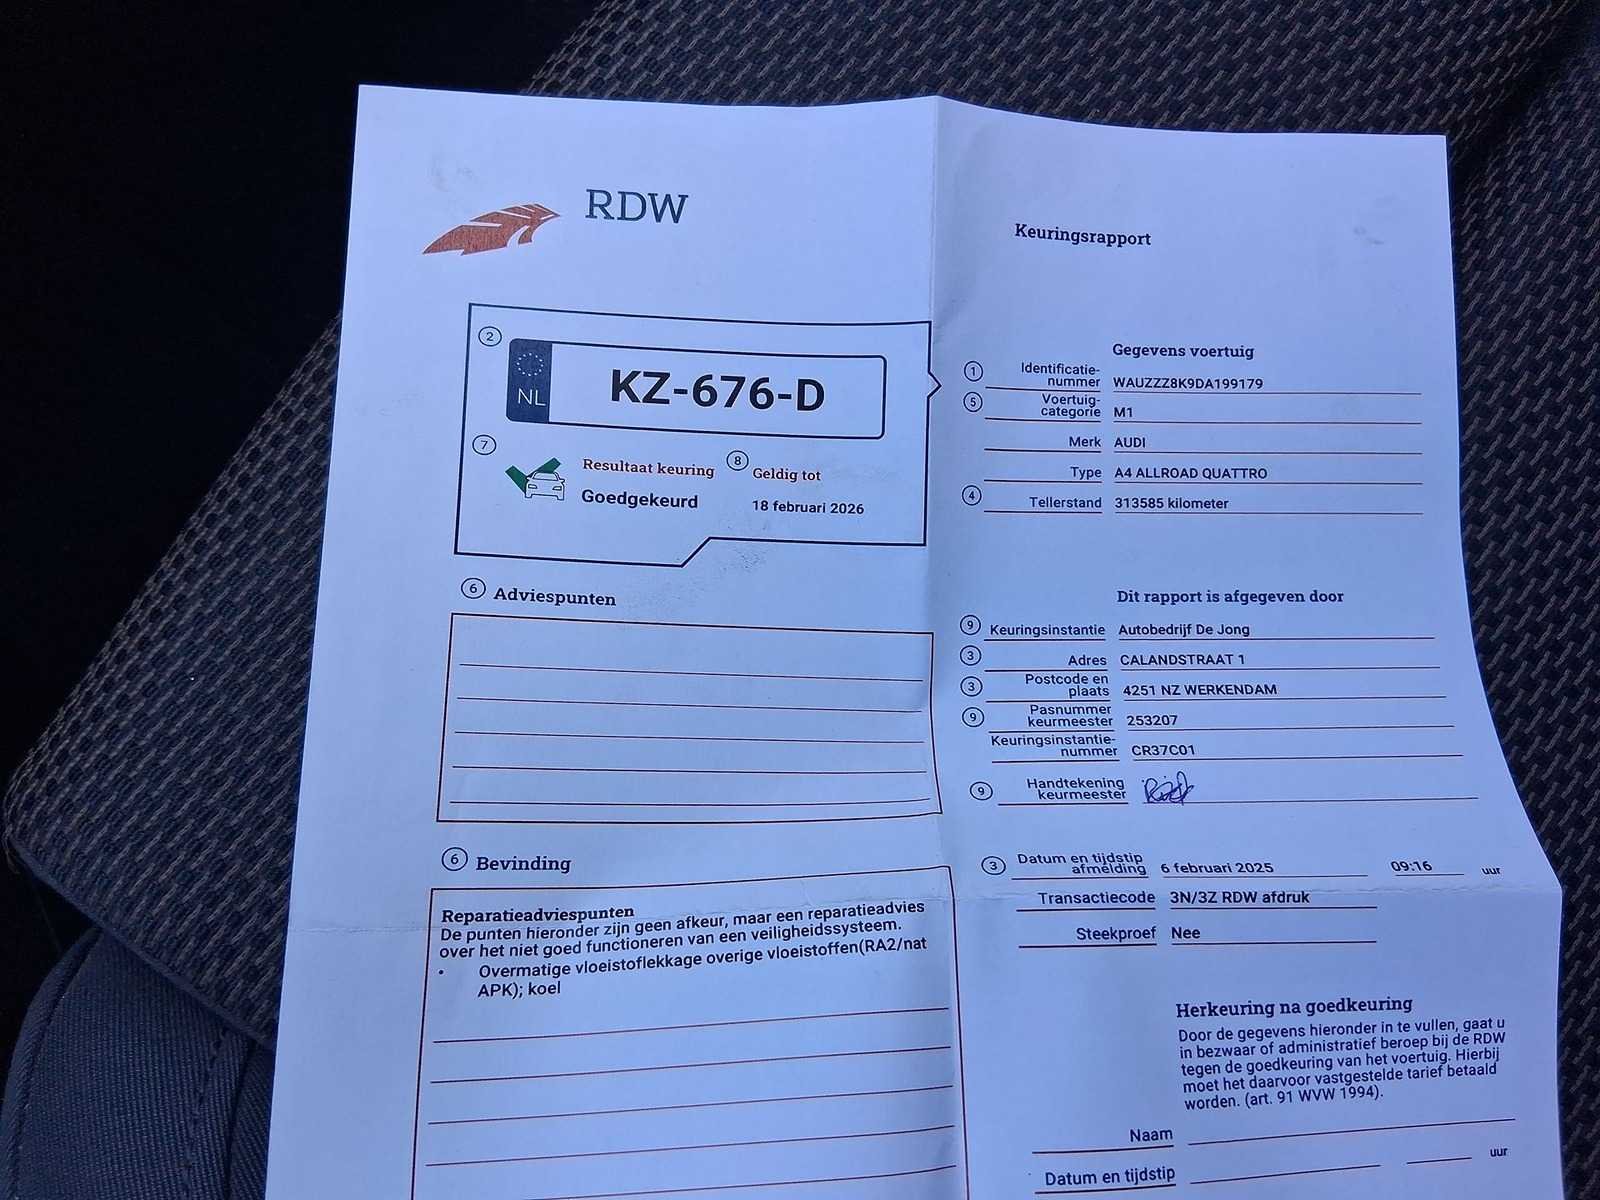 RDW
Keuringsrapport
2
NL
KZ-676-D
7
Resultaat keuring
Goedgekeurd
8
Geldig tot
18 februari 2026
6 Adviespunten
6 Bevinding
Reparatieadviespunten
De punten hieronder zijn geen afkeur, maar een reparatieadvies
over het niet goed functioneren van een veiligheidssysteem.
• Overmatige vloeistoflekkage overige vloeistoffen(RA2/nat
APK); koel
Gegevens voertuig
1 Identificatie-
nummer WAUZZZ8K9DA199179
5 Voertuig-
categorie M1
Merk AUDI
Type A4 ALLROAD QUATTRO
4 Tellerstand 313585 kilometer
Dit rapport is afgegeven door
9 Keuringsinstantie Autobedrijf De Jong
3 Adres CALANDSTRAAT 1
3 Postcode en
plaats 4251 NZ WERKENDAM
9 Pasnummer
keurmeester 253207
Keuringsinstantie-
nummer CR37C01
9 Handtekening
keurmeester
3 Datum en tijdstip
afmelding 6 februari 2025 09:16 uur
Transactiecode 3N/3Z RDW afdruk
Steekproef Nee
Herkeuring na goedkeuring
Door de gegevens hieronder in te vullen, gaat u
in bezwaar of administratief beroep bij de RDW
tegen de goedkeuring van het voertuig. Hierbij
moet het daarvoor vastgestelde tarief betaald
worden. (art. 91 WVW 1994).
Naam
Datum en tijdstip uur